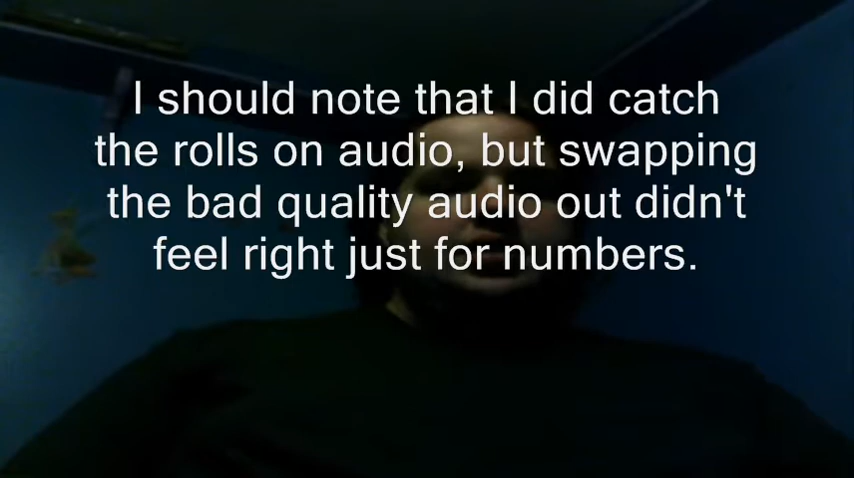 I should note that I did catch
the rolls on audio, but swapping
the bad quality audio out didn't
feel right just for numbers.